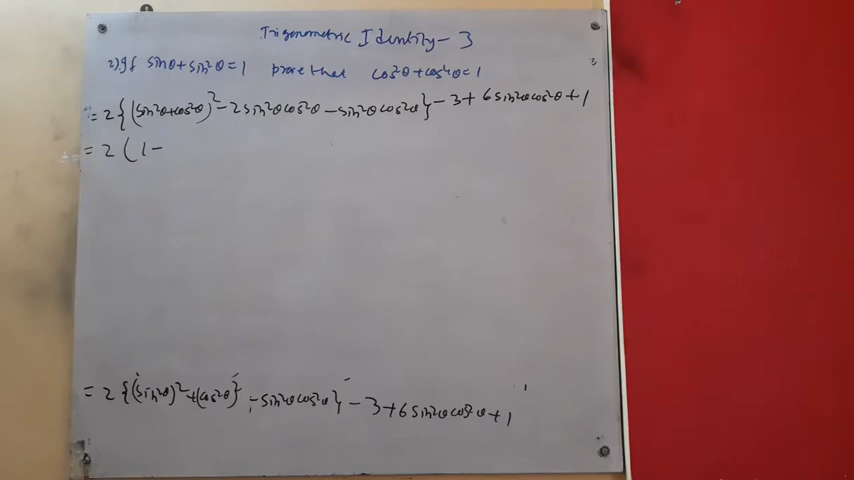 Trigonometric Identity-3
2) If sinθ+sin²θ=1 prove that cos²θ+cos⁴θ=1
= 2{(sin²θ+cos²θ)² - 2sin²θcos²θ - sin²θcos²θ} - 3 + 6sin²θcos²θ + 1
= 2(1-
= 2{(sin²θ)² + (cos²θ} - sin²θcos²θ} - 3 + 6sin²θcos²θ + 1